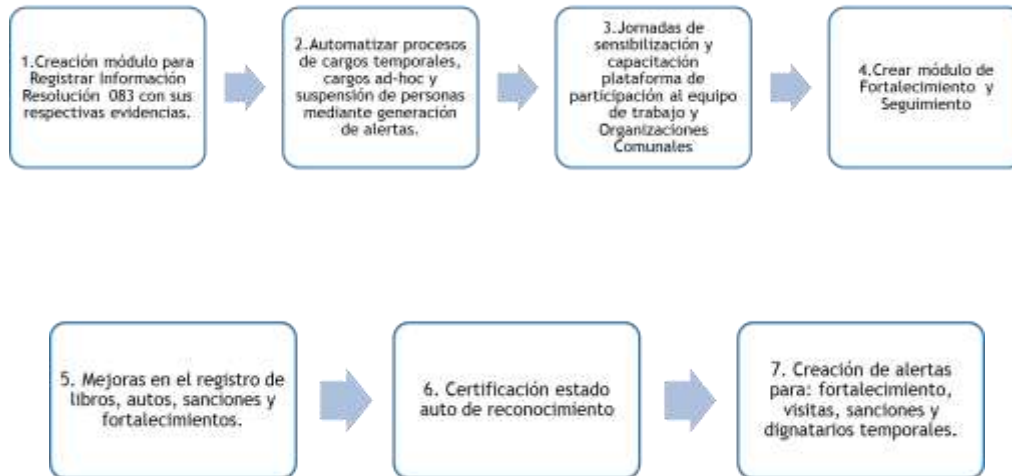 1.Creación módulo para
Registrar Información
Resolución 083 con sus
respectivas evidencias.
2.Automatizar procesos
de cargos temporales,
cargos ad-hoc y
suspensión de personas
mediante generación
de alertas.
3.Jornadas de
sensibilización y
capacitación
plataforma de
participación al equipo
de trabajo y
Organizaciones
Comunales
4.Crear módulo de
Fortalecimiento y
Seguimiento
5. Mejoras en el registro de
libros, autos, sanciones y
fortalecimientos.
6. Certificación estado
auto de reconocimiento
7. Creación de alertas
para: fortalecimiento,
visitas, sanciones y
dignatarios temporales.